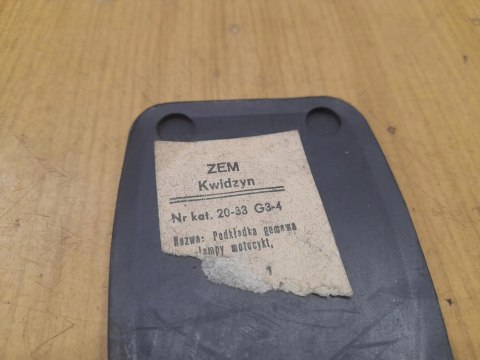 ZEM
Kwidzyn
Nr kat. 20-33 G3-4
Nazwa: Podkładka gumowa
lampy motocykl,